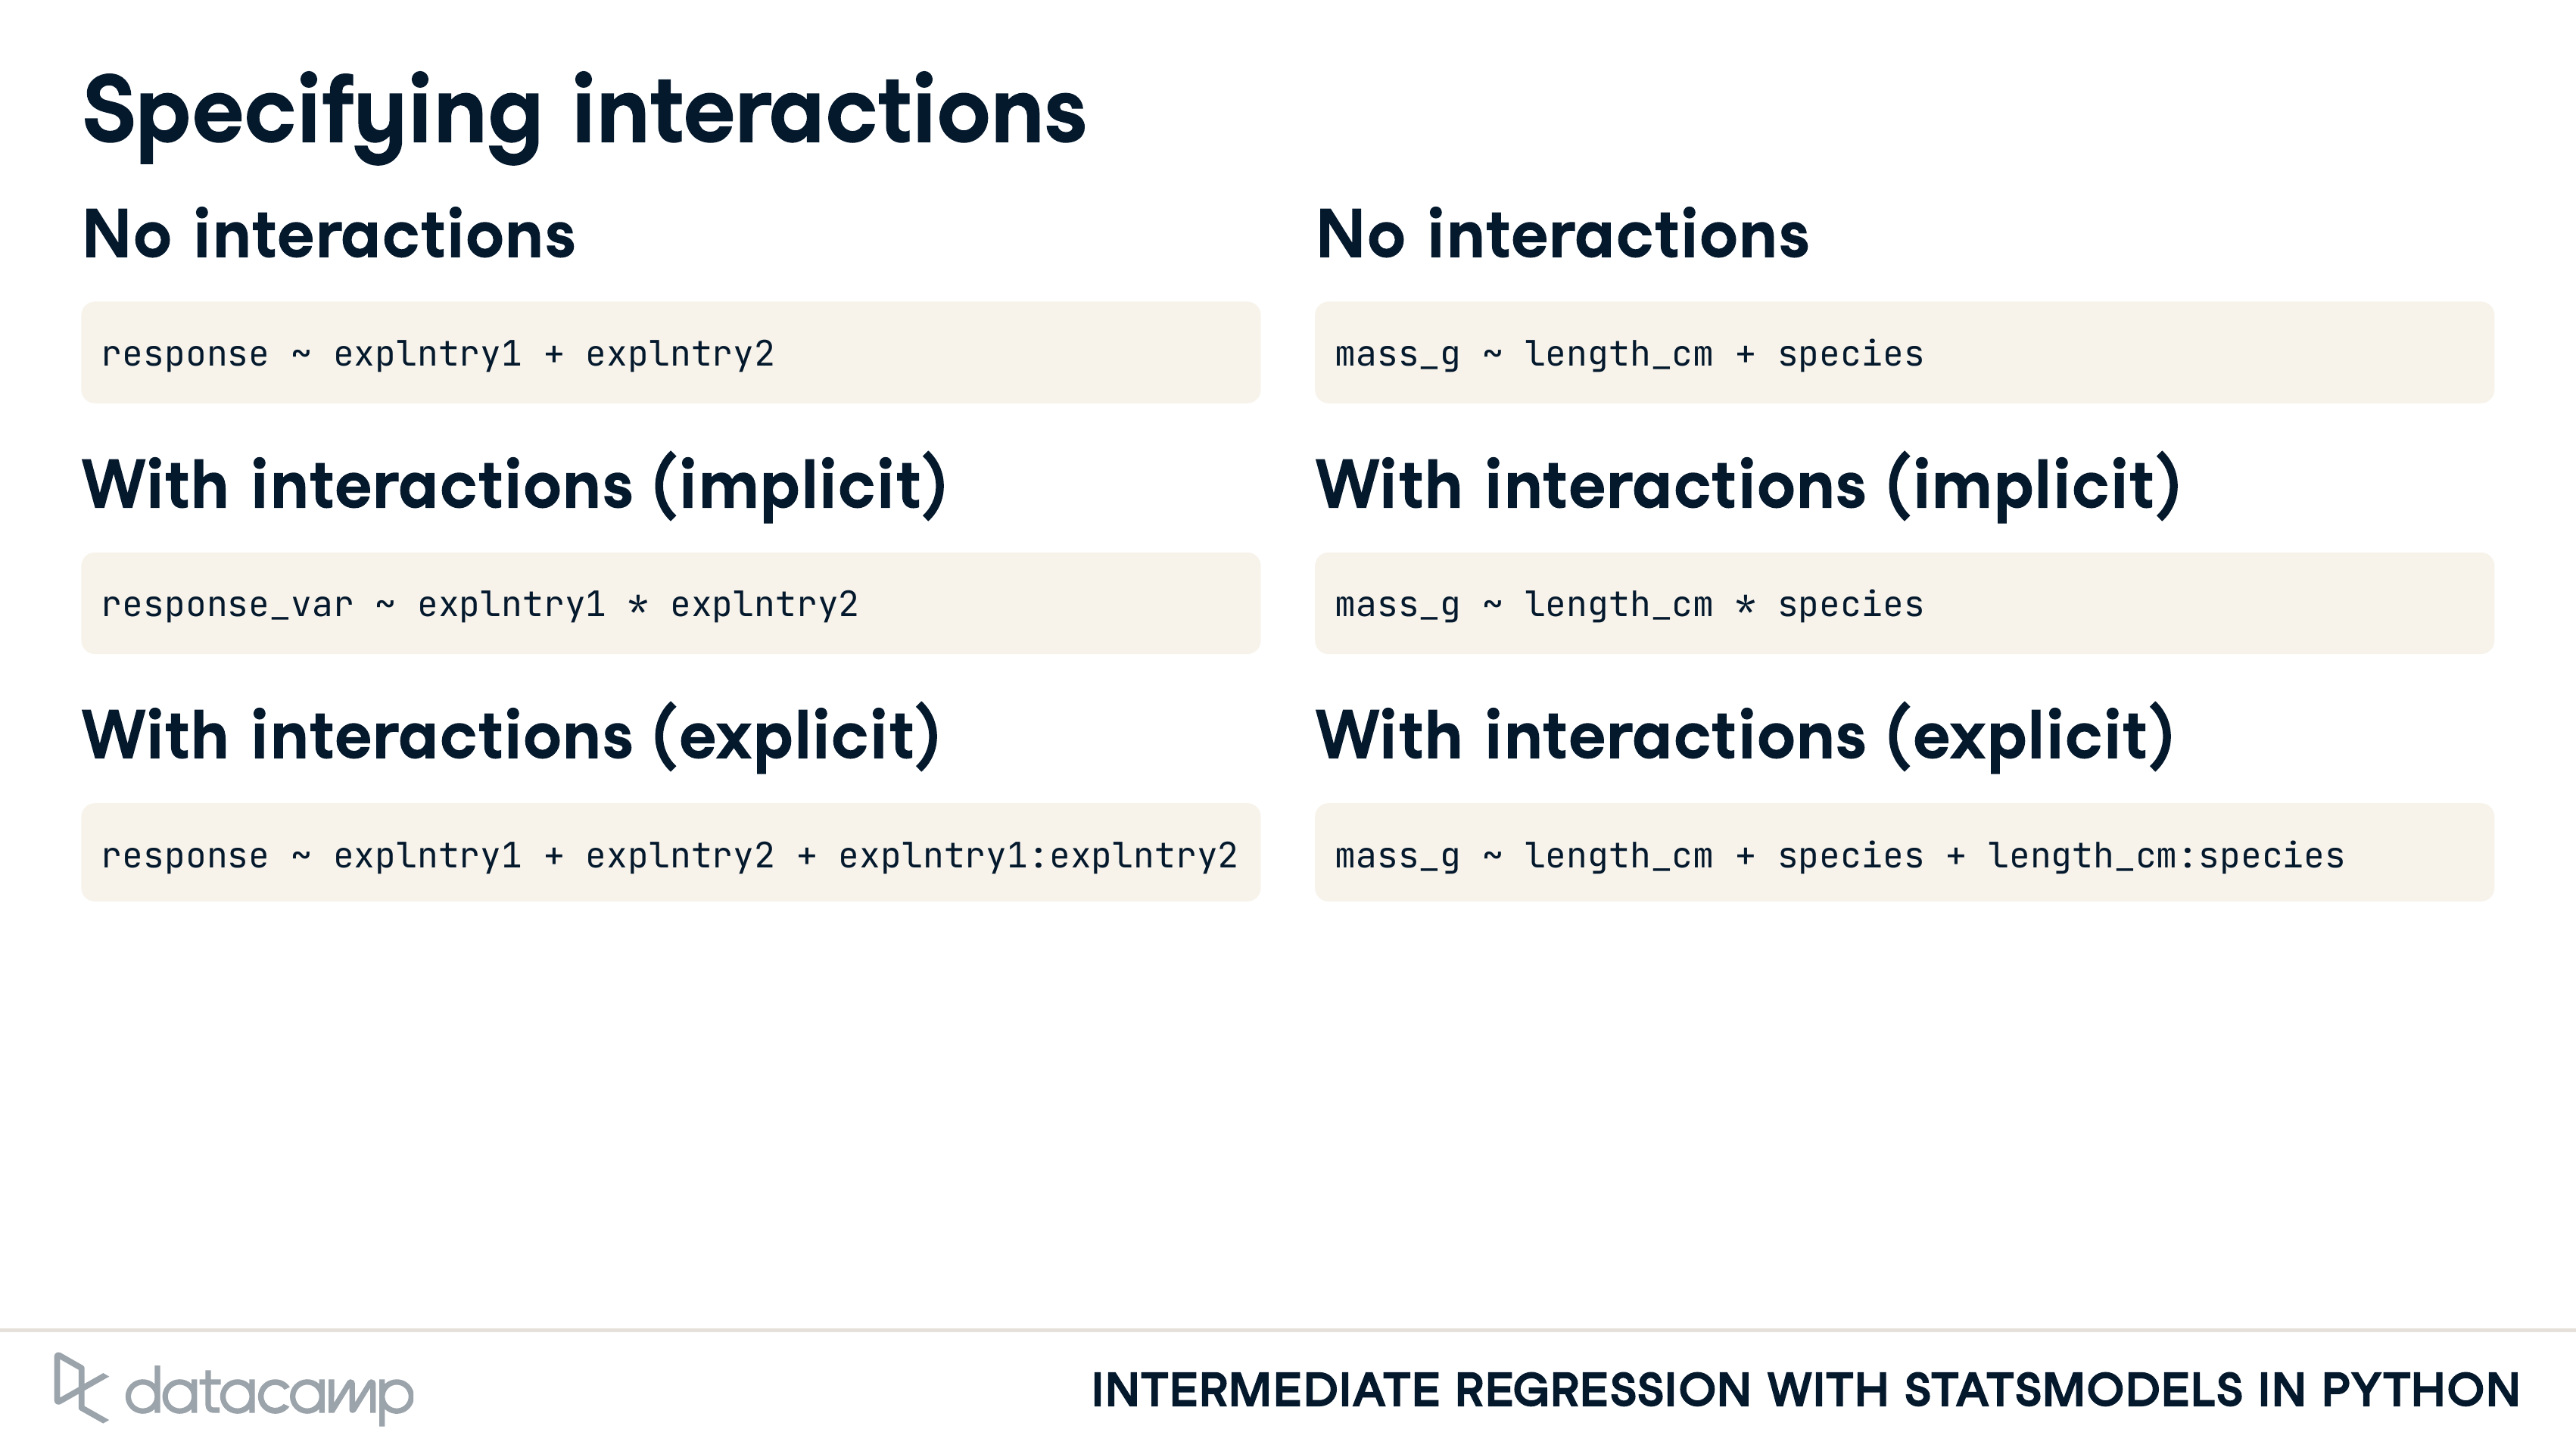 Specifying interactions
No interactions
response ~ explntry1 + explntry2
With interactions (implicit)
response_var ~ explntry1 * explntry2
With interactions (explicit)
response ~ explntry1 + explntry2 + explntry1:explntry2
No interactions
mass_g ~ length_cm + species
With interactions (implicit)
mass_g ~ length_cm * species
With interactions (explicit)
mass_g ~ length_cm + species + length_cm:species
datacamp
INTERMEDIATE REGRESSION WITH STATSMODELS IN PYTHON